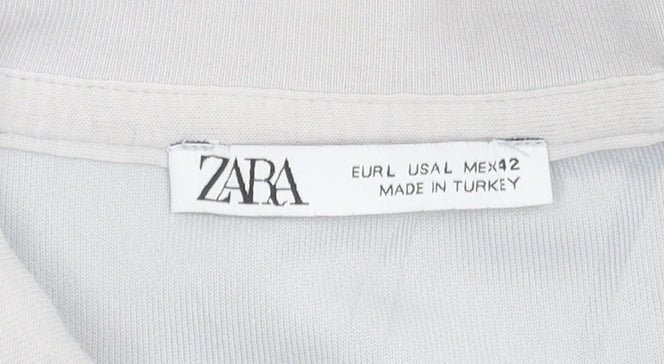 ZARA
EUR L USA L MEX 42
MADE IN TURKEY